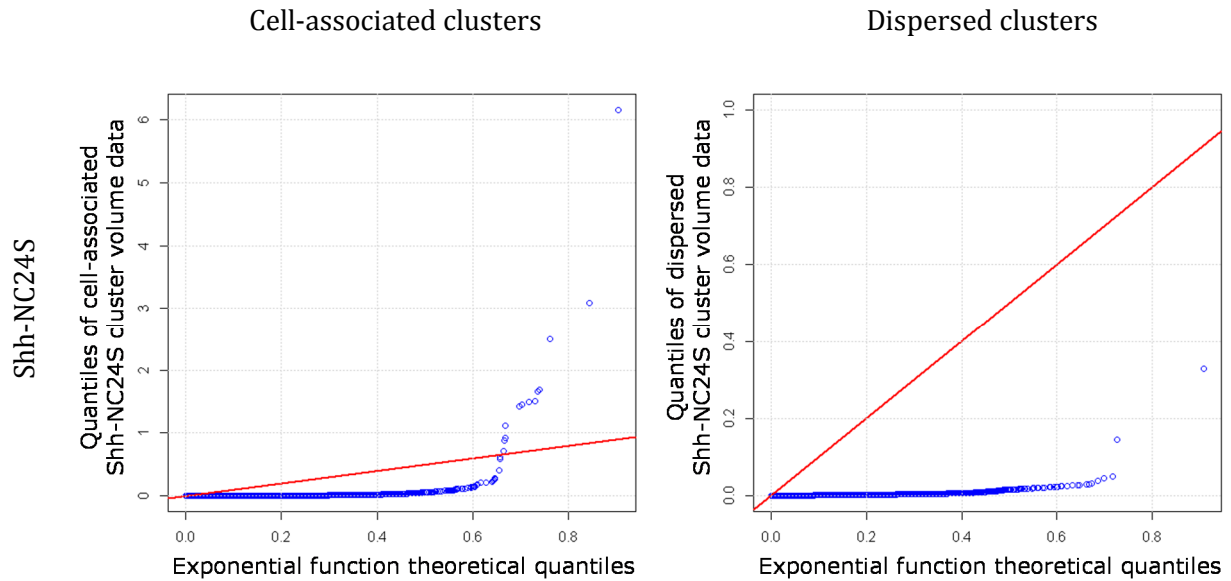 Cell-associated clusters
Dispersed clusters
Shh-NC24S
Quantiles of cell-associated
Shh-NC24S cluster volume data
6
5
4
3
2
1
0
0.0 0.2 0.4 0.6 0.8
Exponential function theoretical quantiles
Quantiles of dispersed
Shh-NC24S cluster volume data
1.0
0.8
0.6
0.4
0.2
0.0
0.0 0.2 0.4 0.6 0.8
Exponential function theoretical quantiles